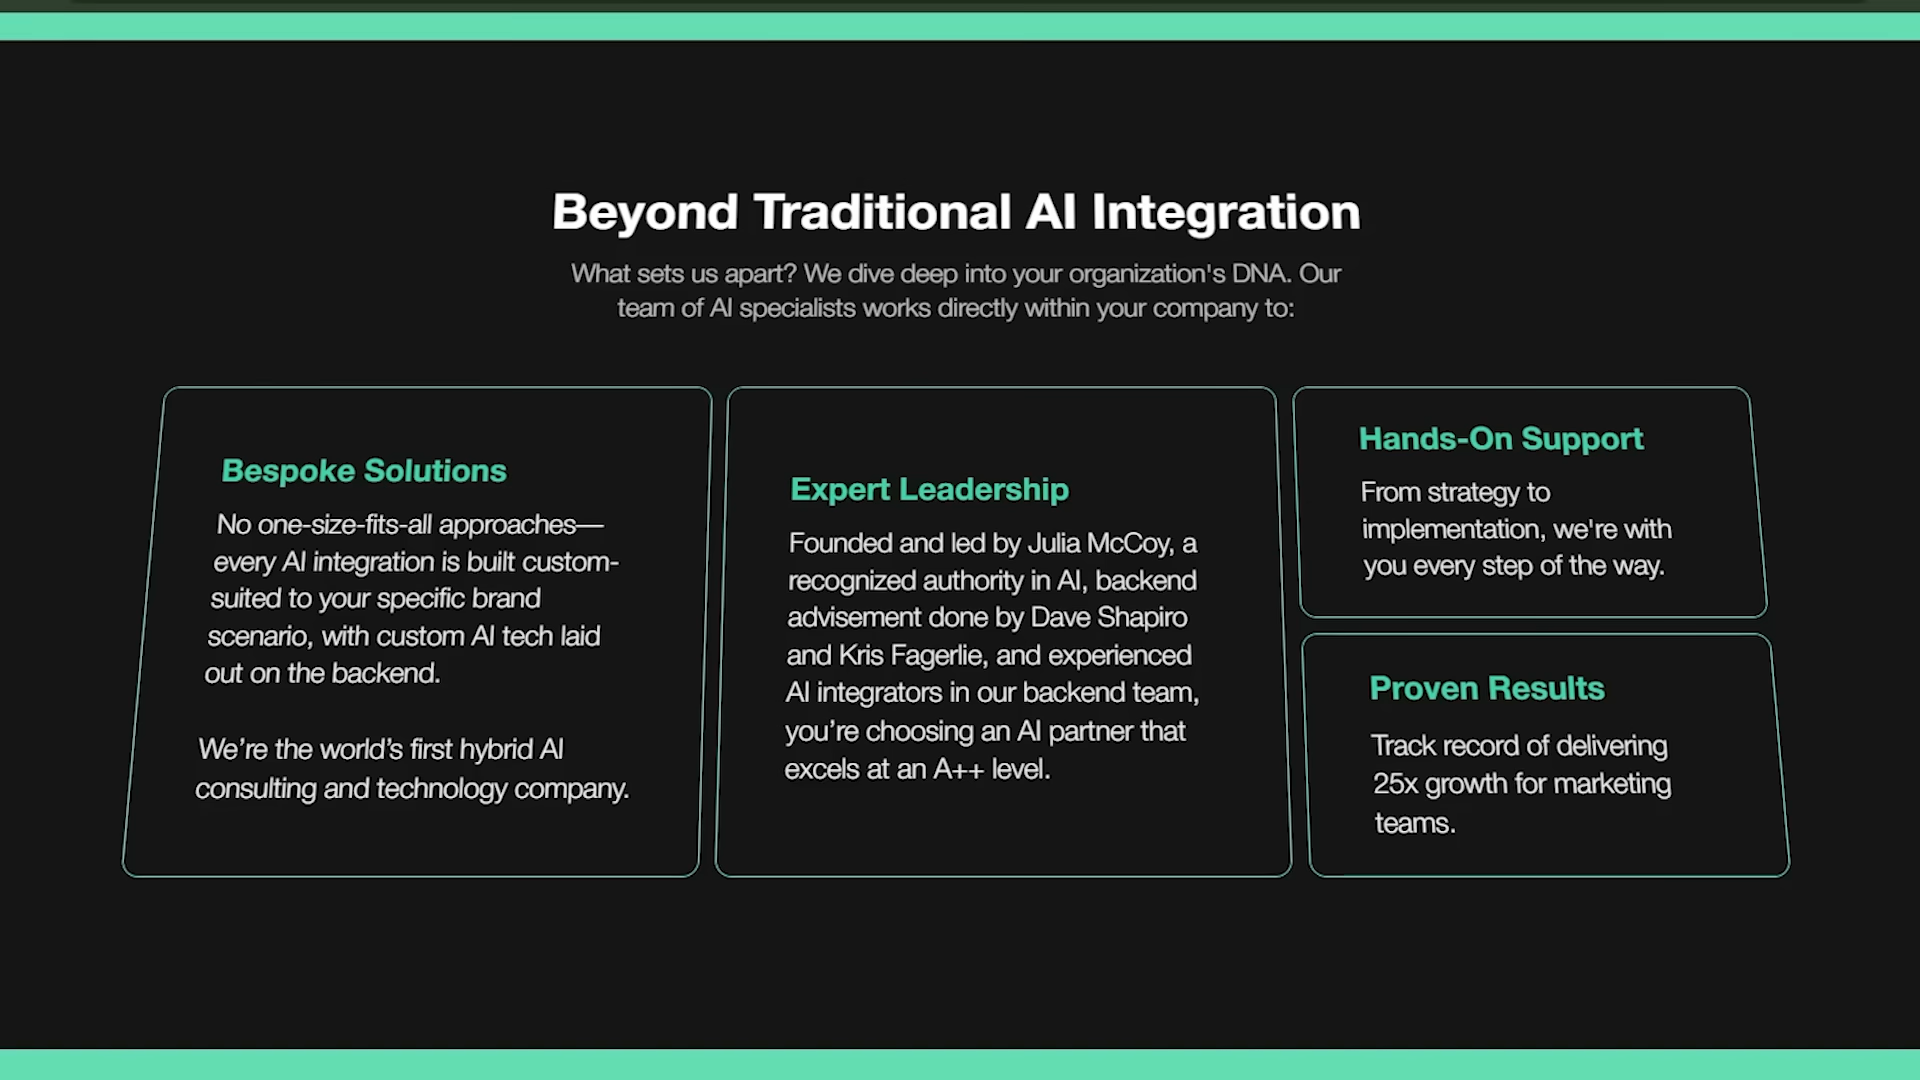 Beyond Traditional AI Integration
What sets us apart? We dive deep into your organization's DNA. Our
team of AI specialists works directly within your company to:
Bespoke Solutions
No one-size-fits-all approaches—
every AI integration is built custom-
suited to your specific brand
scenario, with custom AI tech laid
out on the backend.
We’re the world’s first hybrid AI
consulting and technology company.
Expert Leadership
Founded and led by Julia McCoy, a
recognized authority in AI, backend
advisement done by Dave Shapiro
and Kris Fagerlie, and experienced
AI integrators in our backend team,
you’re choosing an AI partner that
excels at an A++ level.
Hands-On Support
From strategy to
implementation, we're with
you every step of the way.
Proven Results
Track record of delivering
25x growth for marketing
teams.